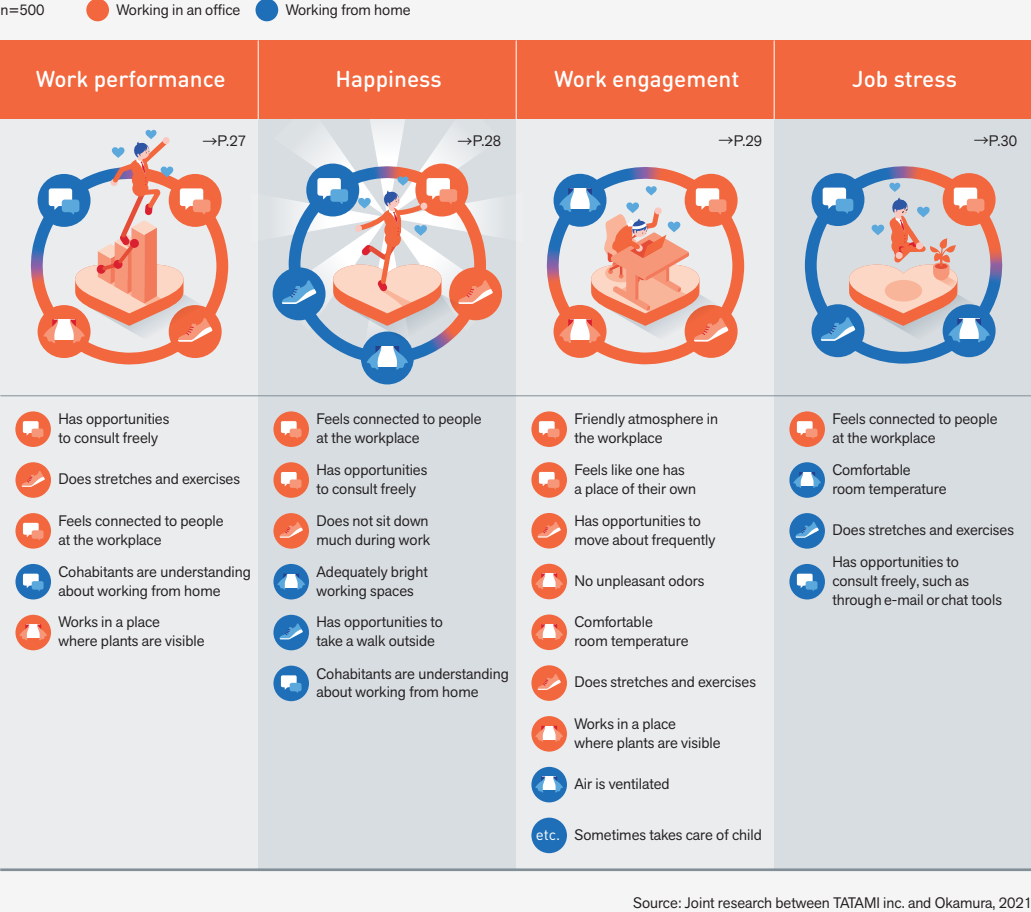 n=500
Working in an office
Working from home
Work performance
Happiness
Work engagement
Job stress
→P.27
→P.28
→P.29
→P.30
Has opportunities
to consult freely
Does stretches and exercises
Feels connected to people
at the workplace
Cohabitants are understanding
about working from home
Works in a place
where plants are visible
Feels connected to people
at the workplace
Has opportunities
to consult freely
Does not sit down
much during work
Adequately bright
working spaces
Has opportunities to
take a walk outside
Cohabitants are understanding
about working from home
Friendly atmosphere in
the workplace
Feels like one has
a place of their own
Has opportunities to
move about frequently
No unpleasant odors
Comfortable
room temperature
Does stretches and exercises
Works in a place
where plants are visible
Air is ventilated
etc.
Sometimes takes care of child
Feels connected to people
at the workplace
Comfortable
room temperature
Does stretches and exercises
Has opportunities to
consult freely, such as
through e-mail or chat tools
Source: Joint research between TATAMI inc. and Okamura, 2021